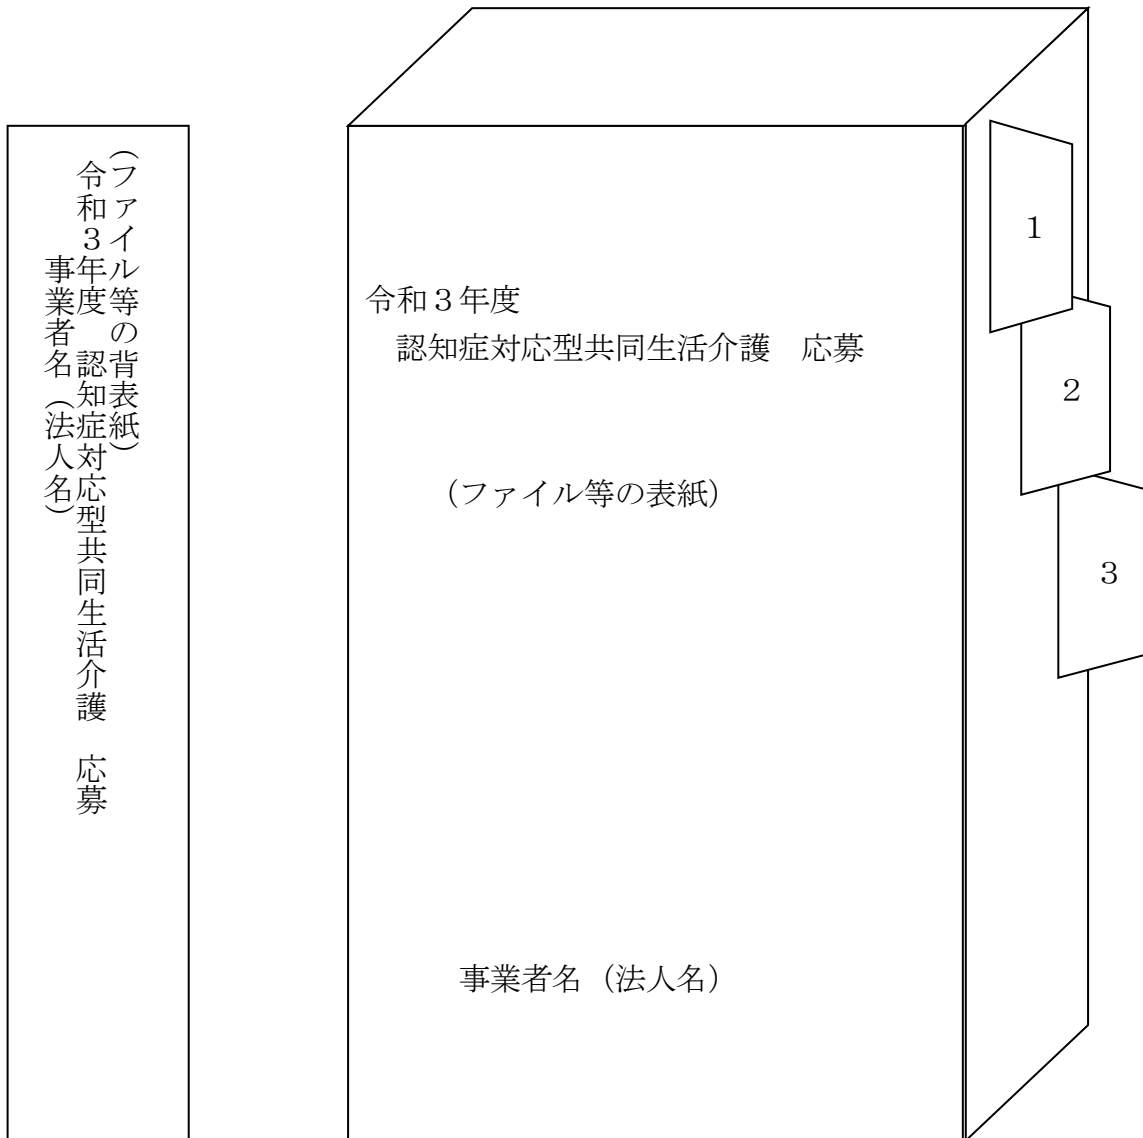 （ファイル等の背表紙）
令和３年度　認知症対応型共同生活介護　応募
事業者名（法人名）
令和３年度
認知症対応型共同生活介護　応募
（ファイル等の表紙）
事業者名（法人名）
１
２
３